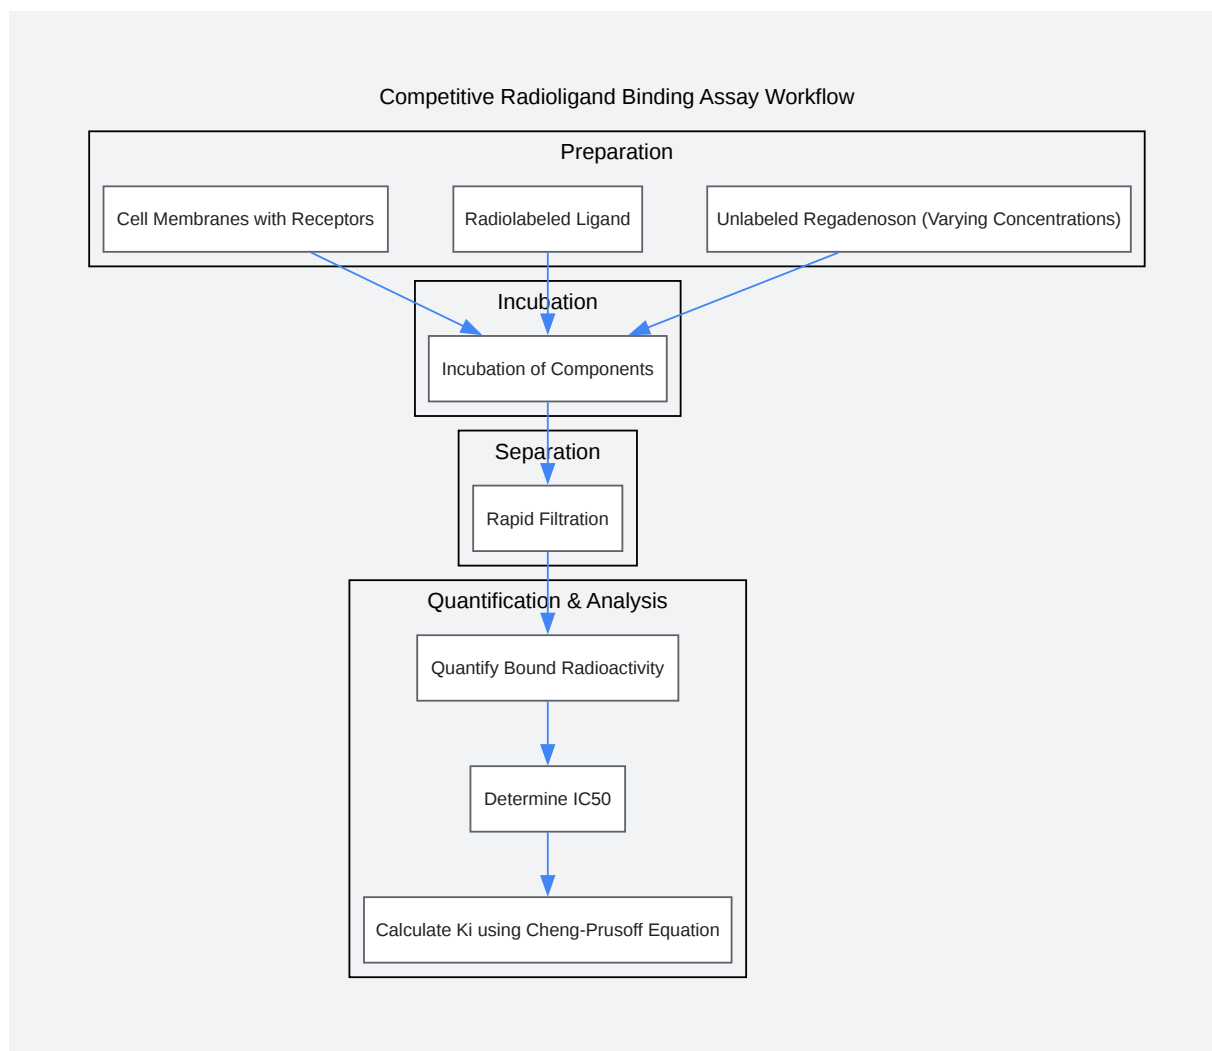 Competitive Radioligand Binding Assay Workflow
Preparation
Cell Membranes with Receptors
Radiolabeled Ligand
Unlabeled Regadenoson (Varying Concentrations)
Incubation
Incubation of Components
Separation
Rapid Filtration
Quantification & Analysis
Quantify Bound Radioactivity
Determine IC50
Calculate Ki using Cheng-Prusoff Equation